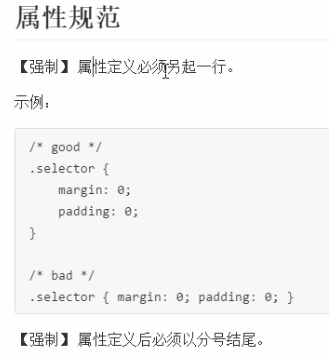 属性规范
【强制】属性定义必须另起一行。
示例：
/* good */
.selector {
    margin: 0;
    padding: 0;
}
/* bad */
.selector { margin: 0; padding: 0; }
【强制】属性定义后必须以分号结尾。